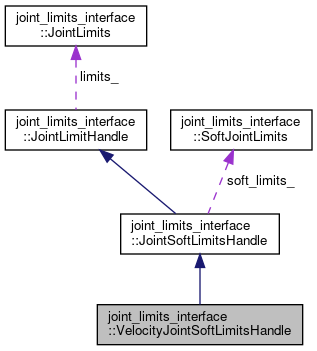 joint_limits_interface
::JointLimits
limits_
joint_limits_interface
::JointLimitHandle
joint_limits_interface
::SoftJointLimits
soft_limits_
joint_limits_interface
::JointSoftLimitsHandle
joint_limits_interface
::VelocityJointSoftLimitsHandle